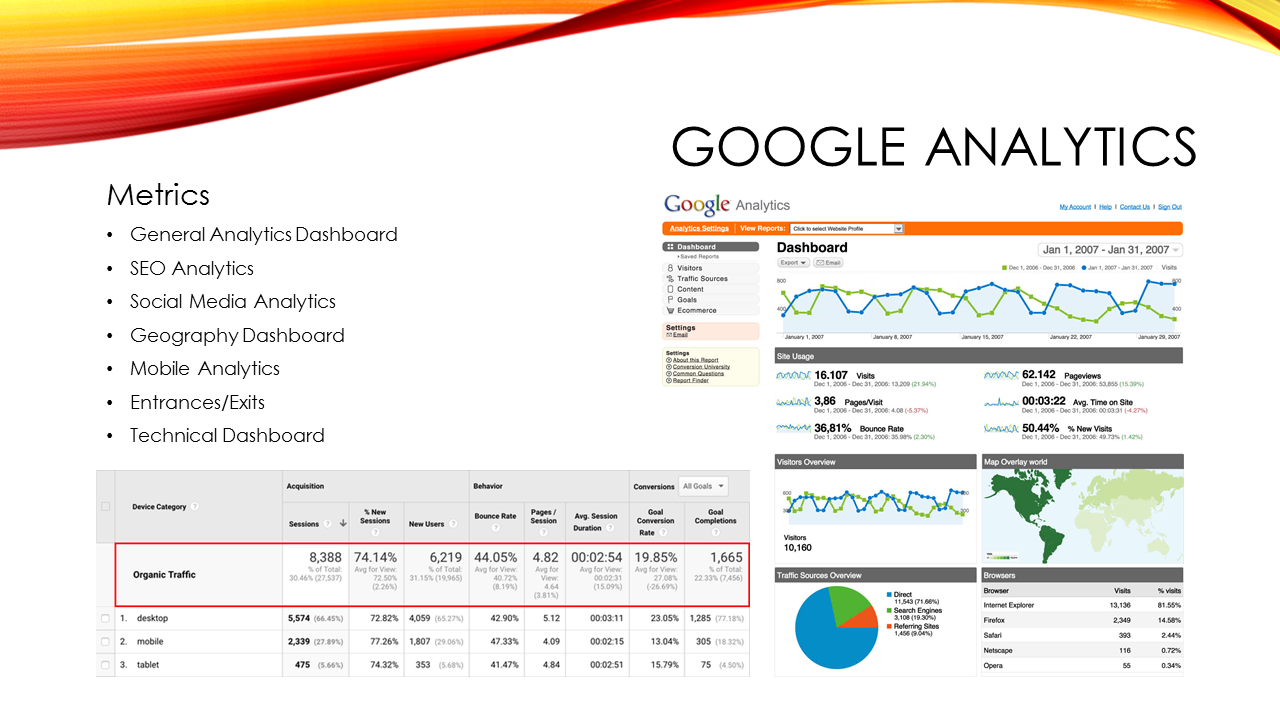 GOOGLE ANALYTICS
Metrics
• General Analytics Dashboard
• SEO Analytics
• Social Media Analytics
• Geography Dashboard
• Mobile Analytics
• Entrances/Exits
• Technical Dashboard
Device Category
Acquisition
Behavior
Conversions All Goals
Sessions
% New Sessions
New Users
Bounce Rate
Pages / Session
Avg. Session Duration
Goal Conversion Rate
Goal Completions
Organic Traffic
8,388 74.14% 6,219 44.05% 4.82 00:02:54 19.85% 1,665
% of Total: 30.46% (27,537)
Avg for View: 72.50% (2.26%)
% of Total: 31.15% (19,965)
Avg for View: 40.72% (8.19%)
Avg for View: 4.64 (3.81%)
Avg for View: 00:02:31 (15.09%)
Avg for View: 27.08% (-26.69%)
% of Total: 22.33% (7,456)
1. desktop 5,574 (66.45%) 72.82% 4,059 (65.27%) 42.90% 5.12 00:03:11 23.05% 1,285 (77.18%)
2. mobile 2,339 (27.89%) 77.26% 1,807 (29.06%) 47.33% 4.09 00:02:15 13.04% 305 (18.32%)
3. tablet 475 (5.66%) 74.32% 353 (5.68%) 41.47% 4.84 00:02:51 15.79% 75 (4.50%)
Google Analytics
My Account | Help | Contact Us | Sign Out
Analytics Settings | View Reports: Click to select Website Profile
Dashboard
Saved Reports
Visitors
Traffic Sources
Content
Goals
Ecommerce
Settings
Email
Settings
About this Report
Conversion University
Common Questions
Report Finder
Dashboard
Jan 1, 2007 - Jan 31, 2007
Export Email
Dec 1, 2006 - Dec 31, 2006 Jan 1, 2007 - Jan 31, 2007 Visits
800 800
400 400
January 1, 2007 January 8, 2007 January 15, 2007 January 22, 2007 January 29, 2007
Site Usage
16.107 Visits
Dec 1, 2006 - Dec 31, 2006: 13,209 (21.94%)
3,86 Pages/Visit
Dec 1, 2006 - Dec 31, 2006: 4.08 (-5.37%)
36,81% Bounce Rate
Dec 1, 2006 - Dec 31, 2006: 35.98% (2.30%)
62.142 Pageviews
Dec 1, 2006 - Dec 31, 2006: 53,855 (15.39%)
00:03:22 Avg. Time on Site
Dec 1, 2006 - Dec 31, 2006: 00:03:31 (-4.27%)
50.44% % New Visits
Dec 1, 2006 - Dec 31, 2006: 49.73% (1.42%)
Visitors Overview
Visitors
10,160
Map Overlay world
Traffic Sources Overview
Direct
11,543 (71.66%)
Search Engines
3,108 (19.30%)
Referring Sites
1,456 (9.04%)
Browsers
Browser Visits % visits
Internet Explorer 13,136 81.55%
Firefox 2,349 14.58%
Safari 393 2.44%
Netscape 116 0.72%
Opera 55 0.34%